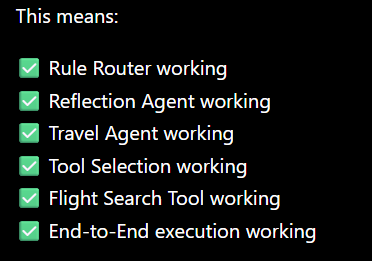 This means:
✅ Rule Router working
✅ Reflection Agent working
✅ Travel Agent working
✅ Tool Selection working
✅ Flight Search Tool working
✅ End-to-End execution working